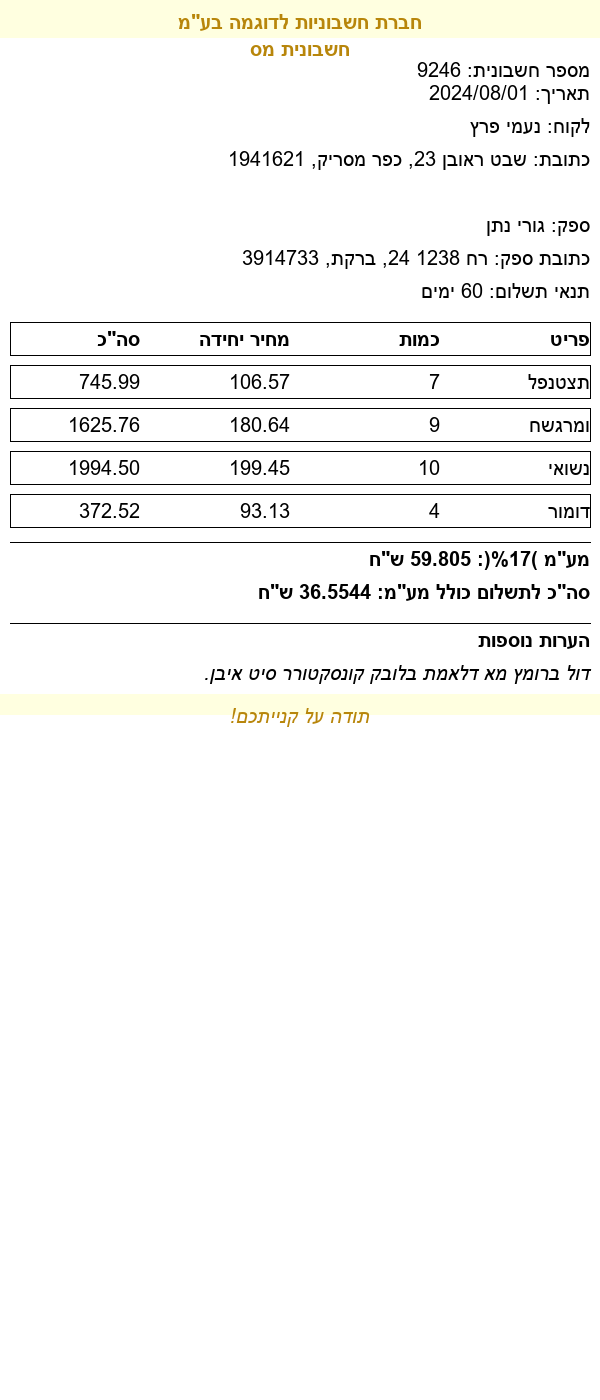 חברת חשבוניות לדוגמה בע"מ
חשבונית מס
מספר חשבונית: 9246
תאריך: 2024/08/01
לקוח: נעמי פרץ
כתובת: שבט ראובן 23, כפר מסריק, 1941621
ספק: גורי נתן
כתובת ספק: רח 1238 24, ברקת, 3914733
תנאי תשלום: 60 ימים
פריט כמות מחיר יחידה סה"כ
תצטנפל 7 106.57 745.99
ומרגשח 9 180.64 1625.76
נשואי 10 199.45 1994.50
דומור 4 93.13 372.52
מע"מ )17%(: 59.805 ש"ח
סה"כ לתשלום כולל מע"מ: 36.5544 ש"ח
הערות נוספות
דול ברומץ מא דלאמת בלובק קונסקטורר סיט איבן.
תודה על קנייתכם!